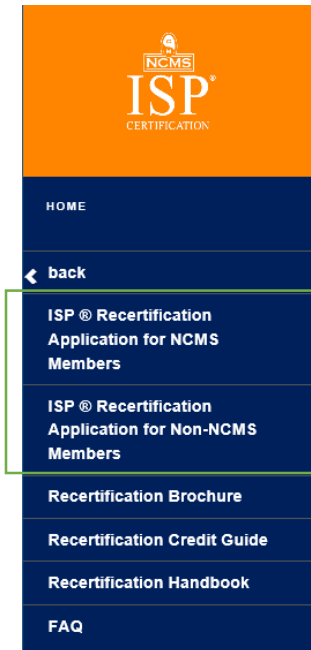 NCMS
ISP®
CERTIFICATION
HOME
back
ISP ® Recertification
Application for NCMS
Members
ISP ® Recertification
Application for Non-NCMS
Members
Recertification Brochure
Recertification Credit Guide
Recertification Handbook
FAQ